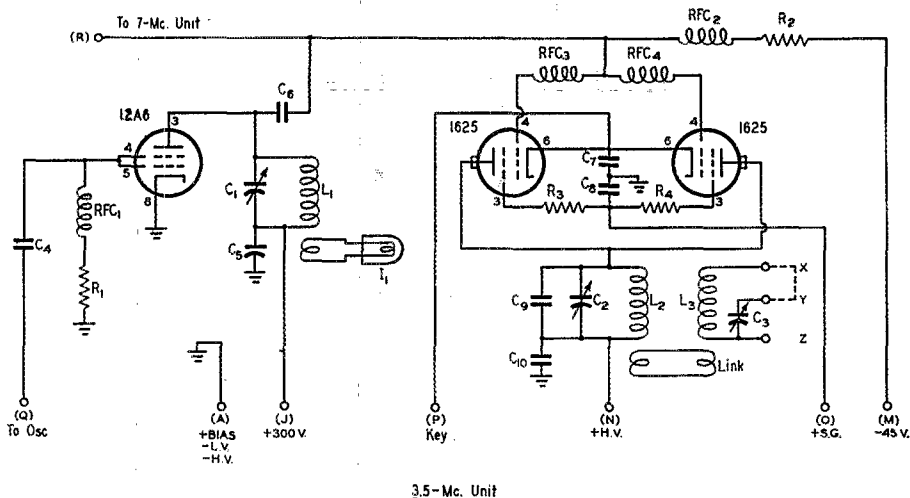 To 7-Mc. Unit
(R)
RFC2
R2
RFC3
RFC4
C6
12A6
3
4
5
8
C1
L1
C5
I1
RFC1
R1
C4
1625
1625
4
4
6
6
C7
C8
R3
R4
3
3
C9
C2
L2
L3
X
Y
C3
Z
C10
Link
(Q)
To Osc
(A)
+BIAS
-L.V.
-H.V.
(J)
+300 V.
(P)
Key
(N)
+H.V.
(O)
+S.G.
(M)
-45 V.
3.5-Mc. Unit